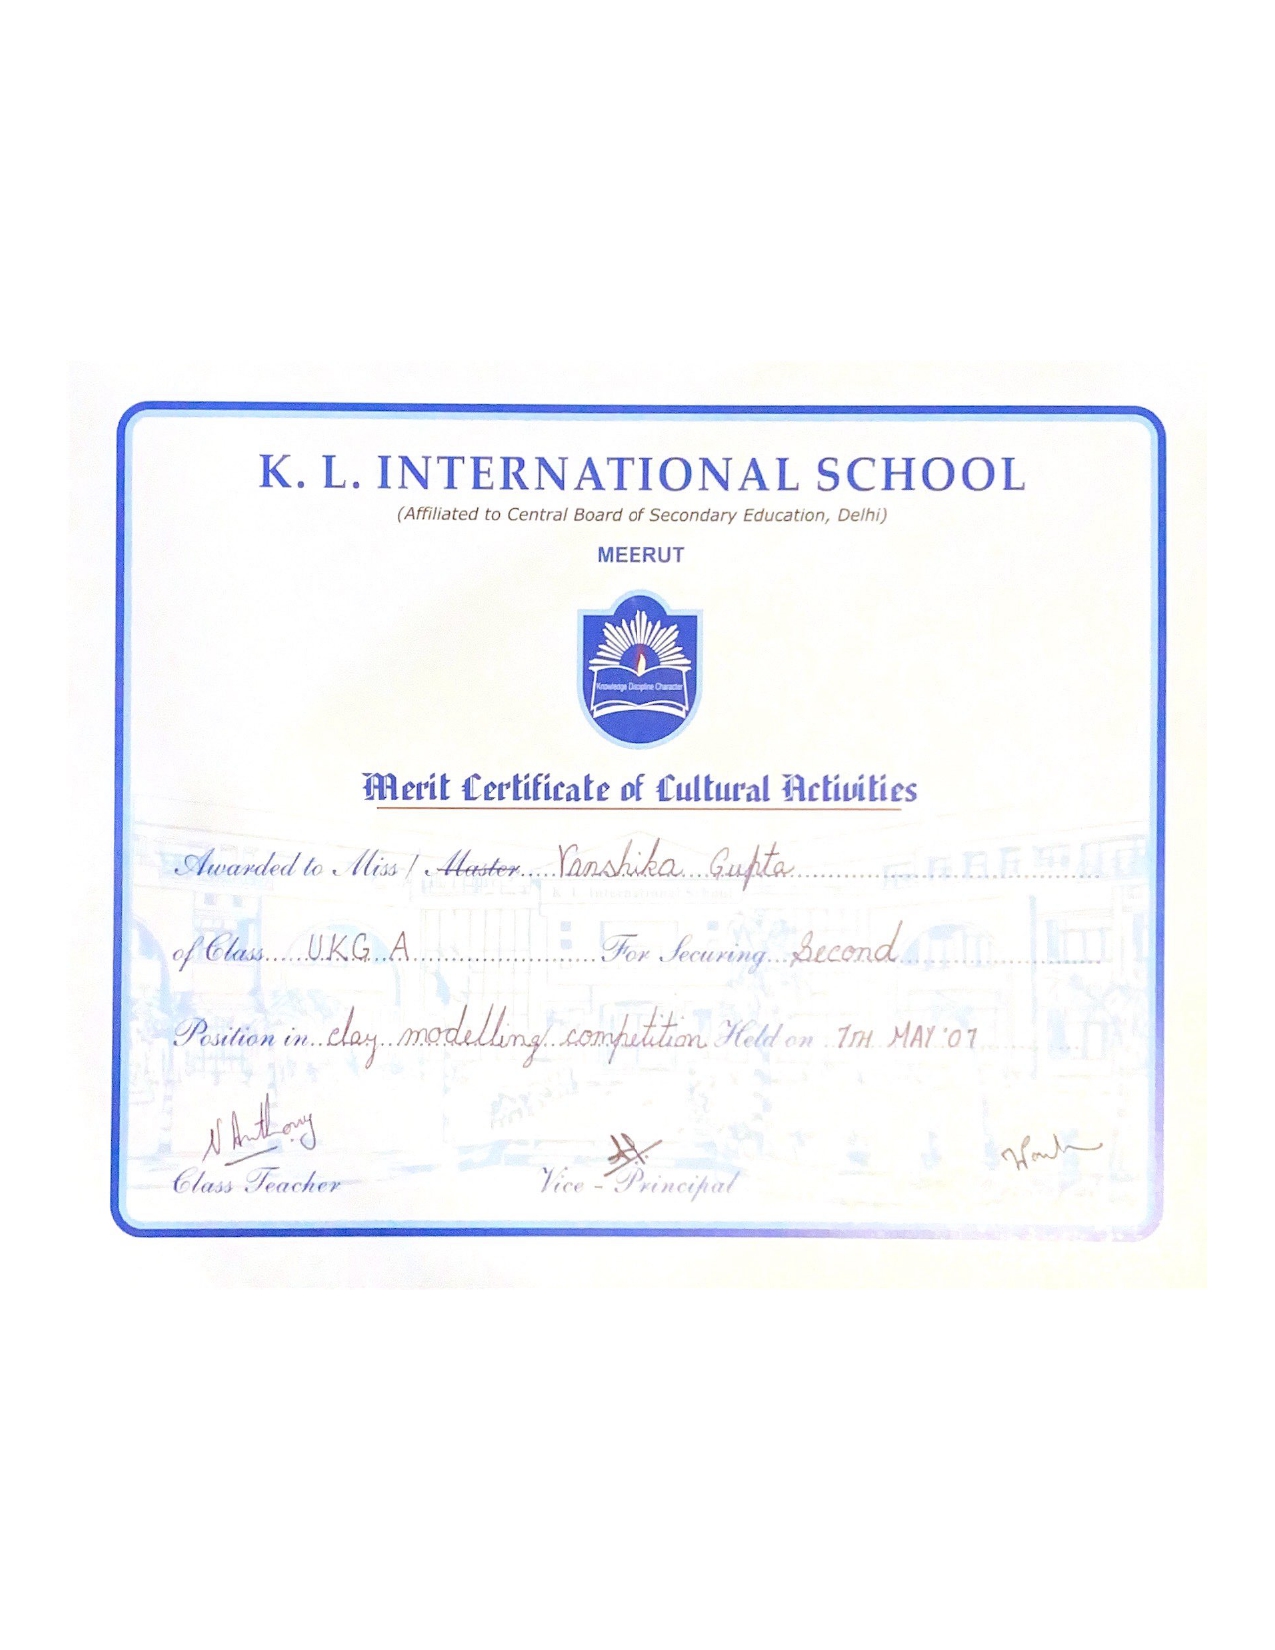 K. L. INTERNATIONAL SCHOOL
(Affiliated to Central Board of Secondary Education, Delhi)
MEERUT
Knowledge Discipline Character
Merit Certificate of Cultural Activities
Awarded to Miss / Master Vanshika Gupta
K. L. International School
of Class UKG A For Securing Second
Position in clay modelling competition Held on 7TH MAY '07
N Anthony
Class Teacher Vice - Principal